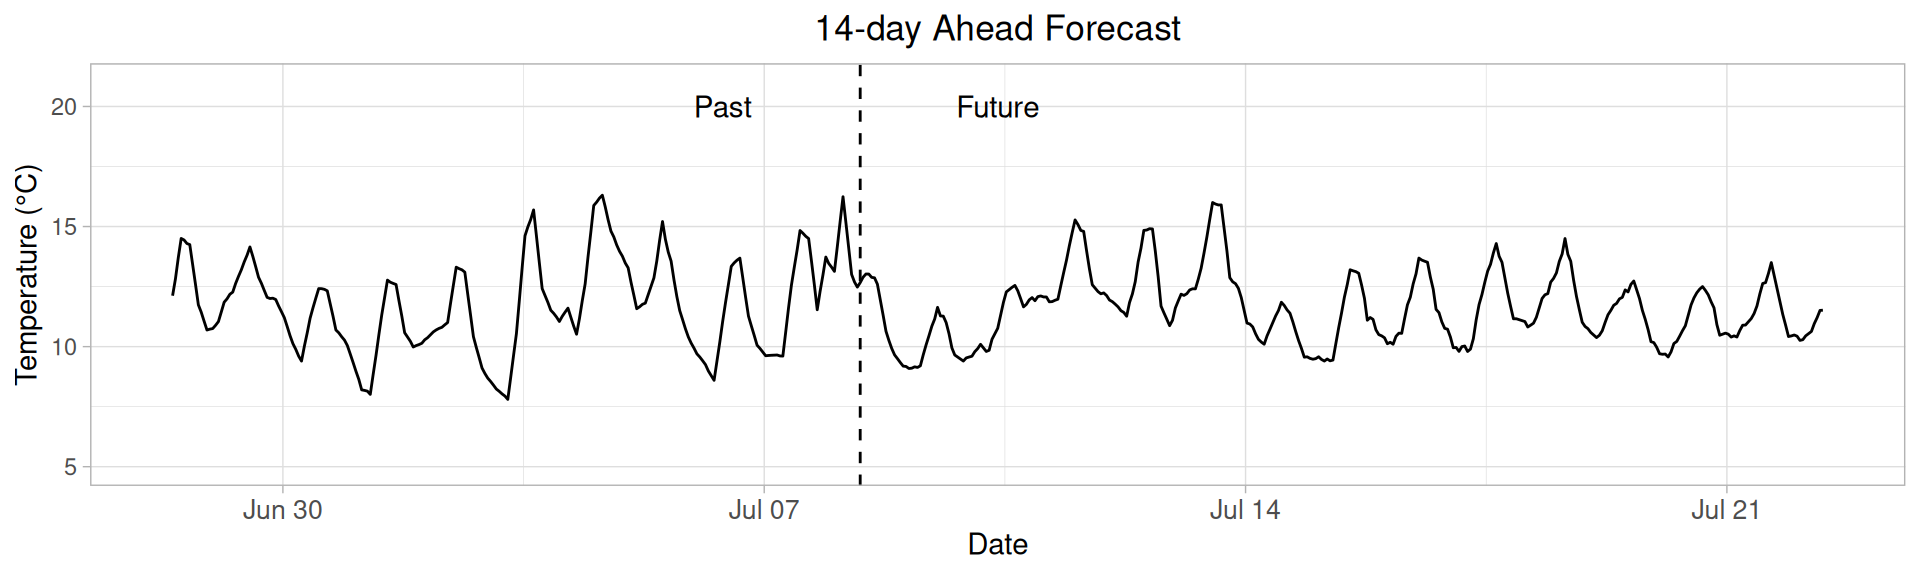 14-day Ahead Forecast
Past
Future
Temperature (°C)
20
15
10
5
Jun 30
Jul 07
Jul 14
Jul 21
Date